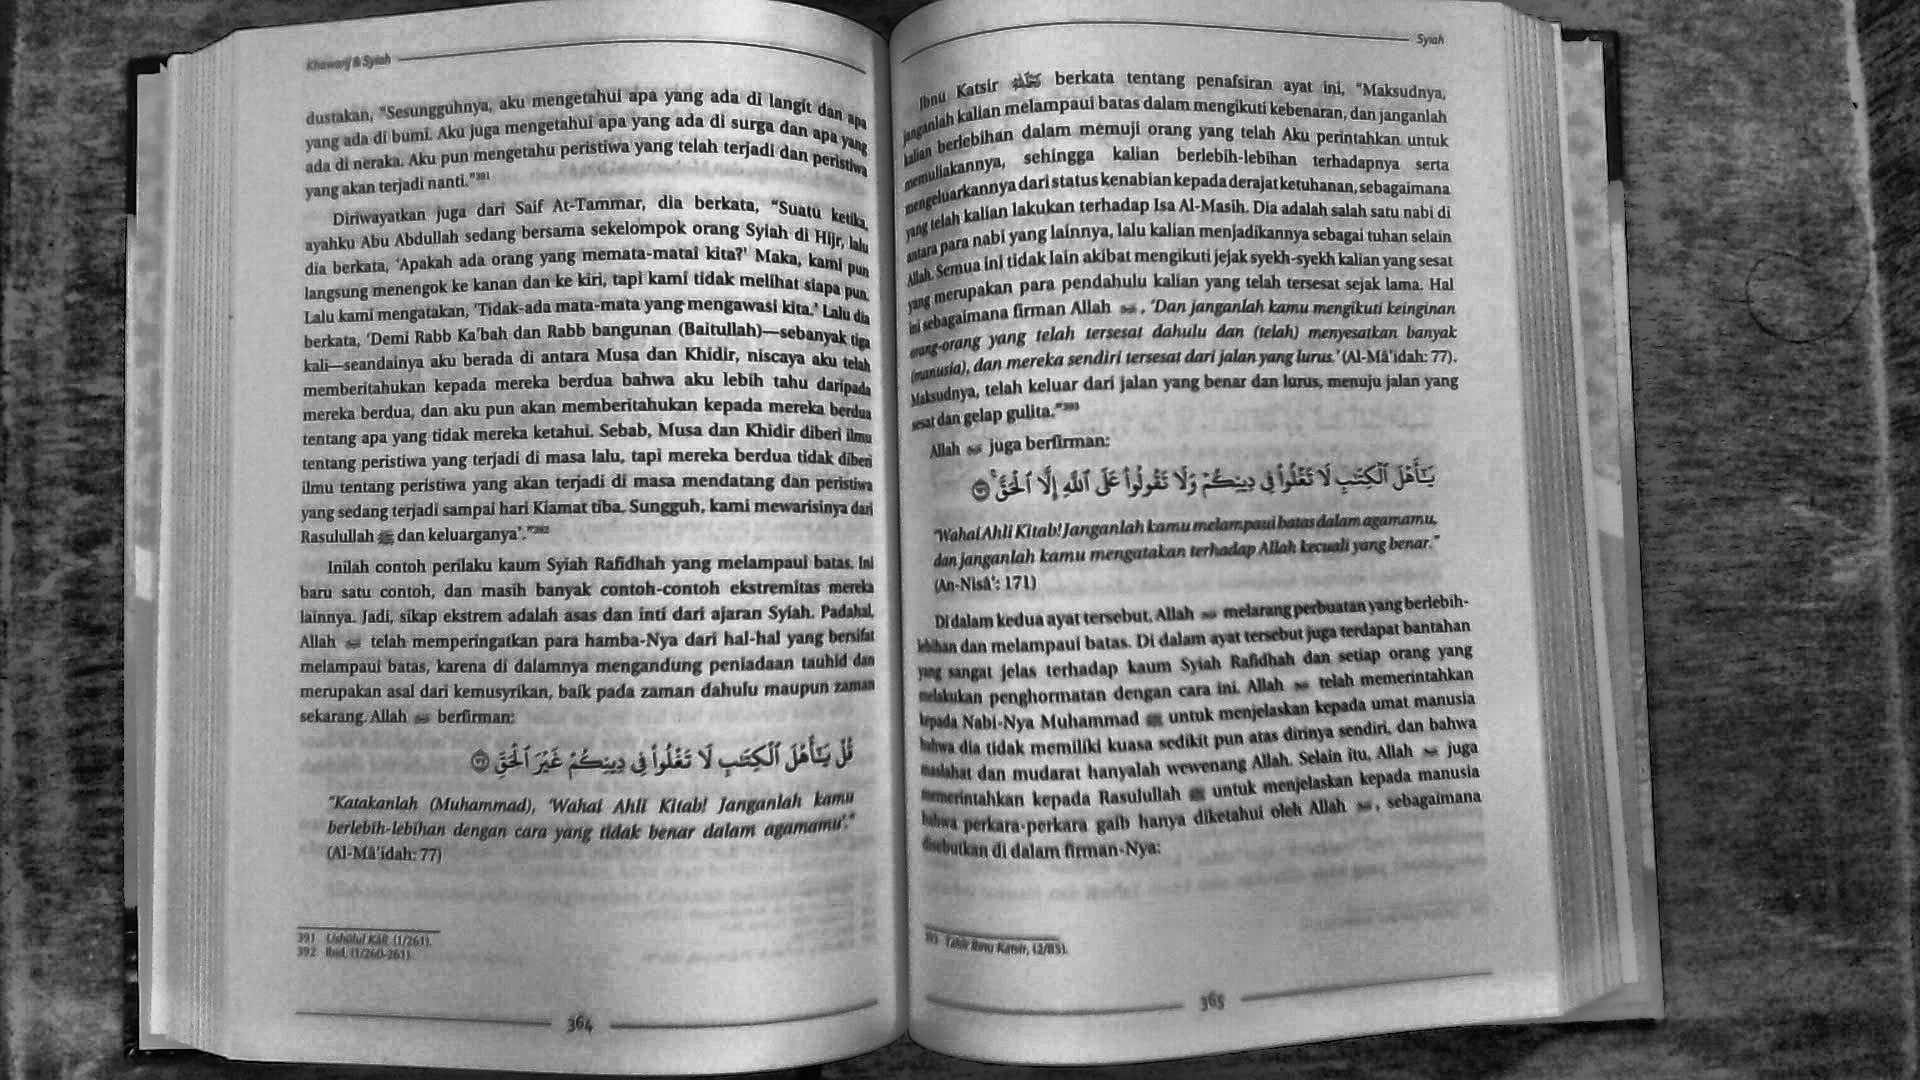 Khawarij & Syiah
dustakan, "Sesungguhnya, aku mengetahui apa yang ada di langit dan apa
yang ada di bumi. Aku juga mengetahui apa yang ada di surga dan apa yang
ada di neraka. Aku pun mengetahu peristiwa yang telah terjadi dan peristiwa
yang akan terjadi nanti."391
Diriwayatkan juga dari Saif At-Tammar, dia berkata, "Suatu ketika,
ayahku Abu Abdullah sedang bersama sekelompok orang Syiah di Hijr, lalu
dia berkata, 'Apakah ada orang yang memata-matai kita?' Maka, kami pun
langsung menengok ke kanan dan ke kiri, tapi kami tidak melihat siapa pun.
Lalu kami mengatakan, 'Tidak-ada mata-mata yang mengawasi kita.' Lalu dia
berkata, 'Demi Rabb Ka'bah dan Rabb bangunan (Baitullah)—sebanyak tiga
kali—seandainya aku berada di antara Musa dan Khidir, niscaya aku telah
memberitahukan kepada mereka berdua bahwa aku lebih tahu daripada
mereka berdua, dan aku pun akan memberitahukan kepada mereka berdua
tentang apa yang tidak mereka ketahui. Sebab, Musa dan Khidir diberi ilmu
tentang peristiwa yang terjadi di masa lalu, tapi mereka berdua tidak diberi
ilmu tentang peristiwa yang akan terjadi di masa mendatang dan peristiwa
yang sedang terjadi sampai hari Kiamat tiba. Sungguh, kami mewarisinya dari
Rasulullah ﷺ dan keluarganya'."392
Inilah contoh perilaku kaum Syiah Rafidhah yang melampaui batas. Ini
baru satu contoh, dan masih banyak contoh-contoh ekstremitas mereka
lainnya. Jadi, sikap ekstrem adalah asas dan inti dari ajaran Syiah. Padahal,
Allah telah memperingatkan para hamba-Nya dari hal-hal yang bersifat
melampaui batas, karena di dalamnya mengandung peniadaan tauhid dan
merupakan asal dari kemusyrikan, baik pada zaman dahulu maupun zaman
sekarang. Allah berfirman:
قُلْ يَـٰٓأَهْلَ ٱلْكِتَـٰبِ لَا تَغْلُوا۟ فِى دِينِكُمْ غَيْرَ ٱلْحَقِّ ۝٧٧
"Katakanlah (Muhammad), 'Wahai Ahli Kitab! Janganlah kamu
berlebih-lebihan dengan cara yang tidak benar dalam agamamu'."
(Al-Mâ'idah: 77)
391 Ushûlul Kâfi, (1/261).
392 Ibid, (1/260-261).
364
Syiah
Ibnu Katsir berkata tentang penafsiran ayat ini, "Maksudnya,
janganlah kalian melampaui batas dalam mengikuti kebenaran, dan janganlah
kalian berlebihan dalam memuji orang yang telah Aku perintahkan untuk
memuliakannya, sehingga kalian berlebih-lebihan terhadapnya serta
mengeluarkannya dari status kenabian kepada derajat ketuhanan, sebagaimana
yang telah kalian lakukan terhadap Isa Al-Masih. Dia adalah salah satu nabi di
antara para nabi yang lainnya, lalu kalian menjadikannya sebagai tuhan selain
Allah. Semua ini tidak lain akibat mengikuti jejak syekh-syekh kalian yang sesat
yang merupakan para pendahulu kalian yang telah tersesat sejak lama. Hal
ini sebagaimana firman Allah , 'Dan janganlah kamu mengikuti keinginan
orang-orang yang telah tersesat dahulu dan (telah) menyesatkan banyak
(manusia), dan mereka sendiri tersesat dari jalan yang lurus.' (Al-Mâ'idah: 77).
Maksudnya, telah keluar dari jalan yang benar dan lurus, menuju jalan yang
sesat dan gelap gulita."393
Allah juga berfirman:
يَـٰٓأَهْلَ ٱلْكِتَـٰبِ لَا تَغْلُوا۟ فِى دِينِكُمْ وَلَا تَقُولُوا۟ عَلَى ٱللَّهِ إِلَّا ٱلْحَقَّ ۚ
"Wahai Ahli Kitab! Janganlah kamu melampaui batas dalam agamamu,
dan janganlah kamu mengatakan terhadap Allah kecuali yang benar."
(An-Nisâ': 171)
Di dalam kedua ayat tersebut, Allah melarang perbuatan yang berlebih-
lebihan dan melampaui batas. Di dalam ayat tersebut juga terdapat bantahan
yang sangat jelas terhadap kaum Syiah Rafidhah dan setiap orang yang
melakukan penghormatan dengan cara ini. Allah telah memerintahkan
kepada Nabi-Nya Muhammad ﷺ untuk menjelaskan kepada umat manusia
bahwa dia tidak memiliki kuasa sedikit pun atas dirinya sendiri, dan bahwa
maslahat dan mudarat hanyalah wewenang Allah. Selain itu, Allah juga
memerintahkan kepada Rasulullah ﷺ untuk menjelaskan kepada manusia
bahwa perkara-perkara gaib hanya diketahui oleh Allah , sebagaimana
disebutkan di dalam firman-Nya:
393 Tafsir Ibnu Katsir, (2/85).
365